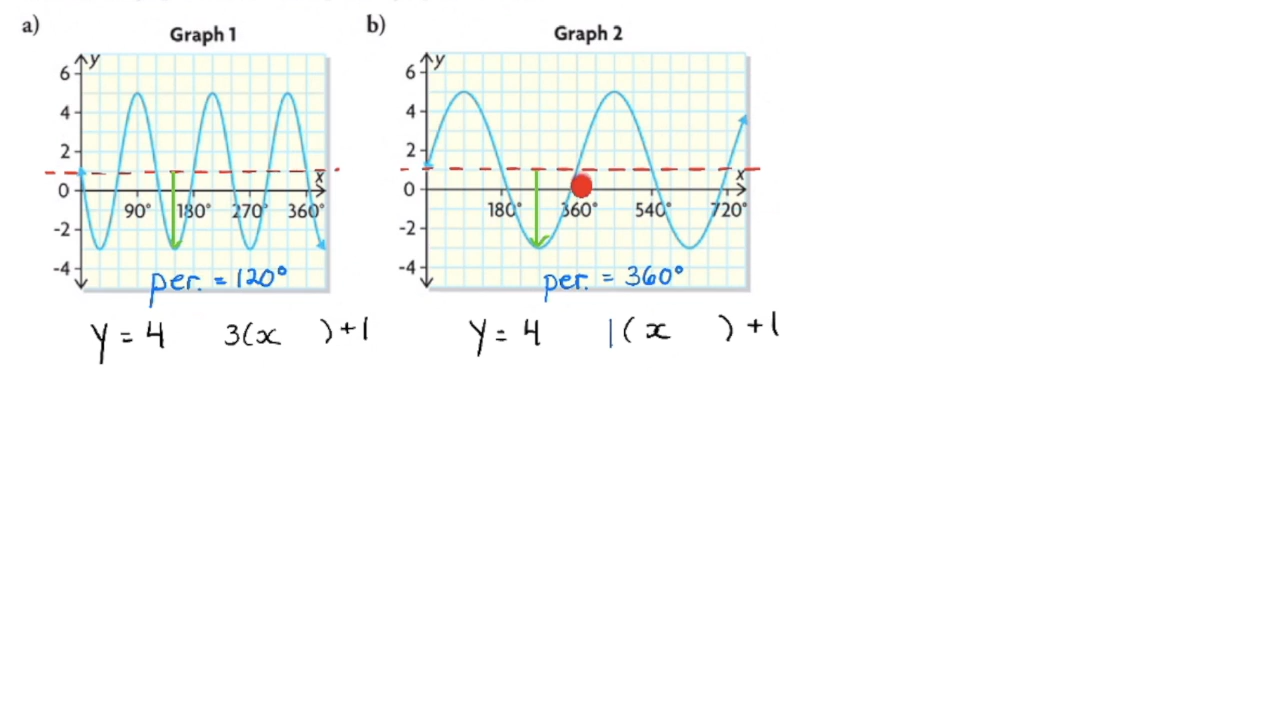 a) Graph 1
y
6
4
2
0
-2
-4
90° 180° 270° 360°
x
per. = 120°
y = 4 3(x ) +1
b) Graph 2
y
6
4
2
0
-2
-4
180° 360° 540° 720°
x
per. = 360°
y = 4 1(x ) +1